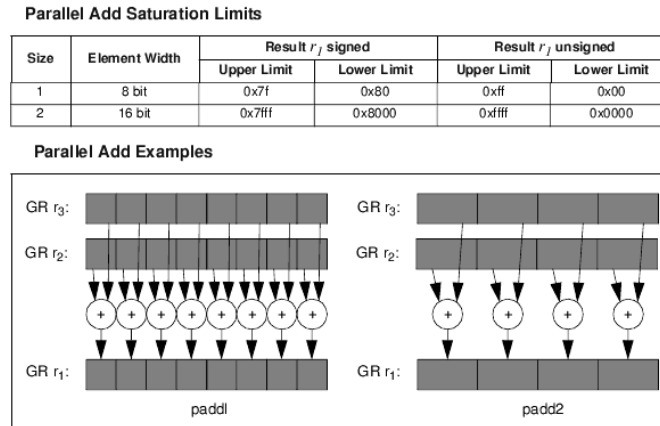 Parallel Add Saturation Limits
Size Element Width Result r1 signed Result r1 unsigned
Upper Limit Lower Limit Upper Limit Lower Limit
1 8 bit 0x7f 0x80 0xff 0x00
2 16 bit 0x7fff 0x8000 0xffff 0x0000
Parallel Add Examples
GR r3: GR r3:
GR r2: GR r2:
+ + + + + + + + + + + +
GR r1: GR r1:
padd1 padd2